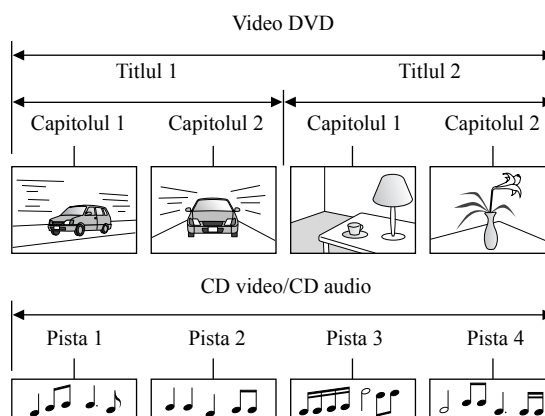 Video DVD
Titlul 1 Titlul 2
Capitolul 1 Capitolul 2 Capitolul 1 Capitolul 2
CD video/CD audio
Pista 1 Pista 2 Pista 3 Pista 4